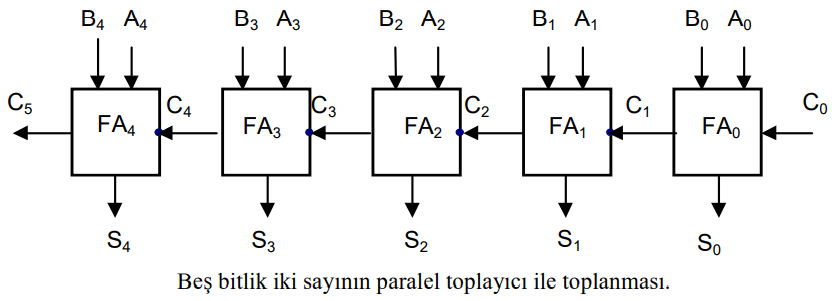 B₄ A₄ B₃ A₃ B₂ A₂ B₁ A₁ B₀ A₀
C₅ FA₄ C₄ FA₃ C₃ FA₂ C₂ FA₁ C₁ FA₀ C₀
S₄ S₃ S₂ S₁ S₀
Beş bitlik iki sayının paralel toplayıcı ile toplanması.